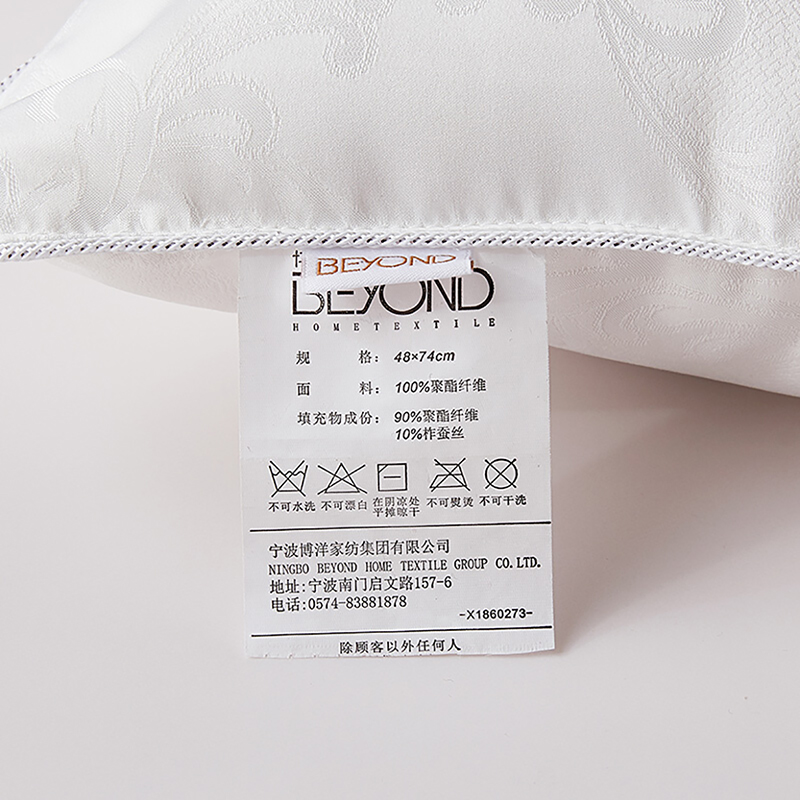 BEYOND
BEYOND
HOMETEXTILE
规 格: 48×74cm
面 料: 100%聚酯纤维
填充物成份: 90%聚酯纤维
10%柞蚕丝
不可水洗 不可漂白 在阴凉处平摊晾干 不可熨烫 不可干洗
宁波博洋家纺集团有限公司
NINGBO BEYOND HOME TEXTILE GROUP CO.LTD.
地址:宁波南门启文路157-6
电话:0574-83881878
-X1860273-
除顾客以外任何人